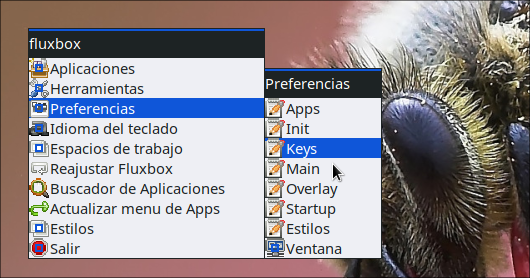 fluxbox
Aplicaciones
Herramientas
Preferencias
Idioma del teclado
Espacios de trabajo
Reajustar Fluxbox
Buscador de Aplicaciones
Actualizar menu de Apps
Estilos
Salir
Preferencias
Apps
Init
Keys
Main
Overlay
Startup
Estilos
Ventana